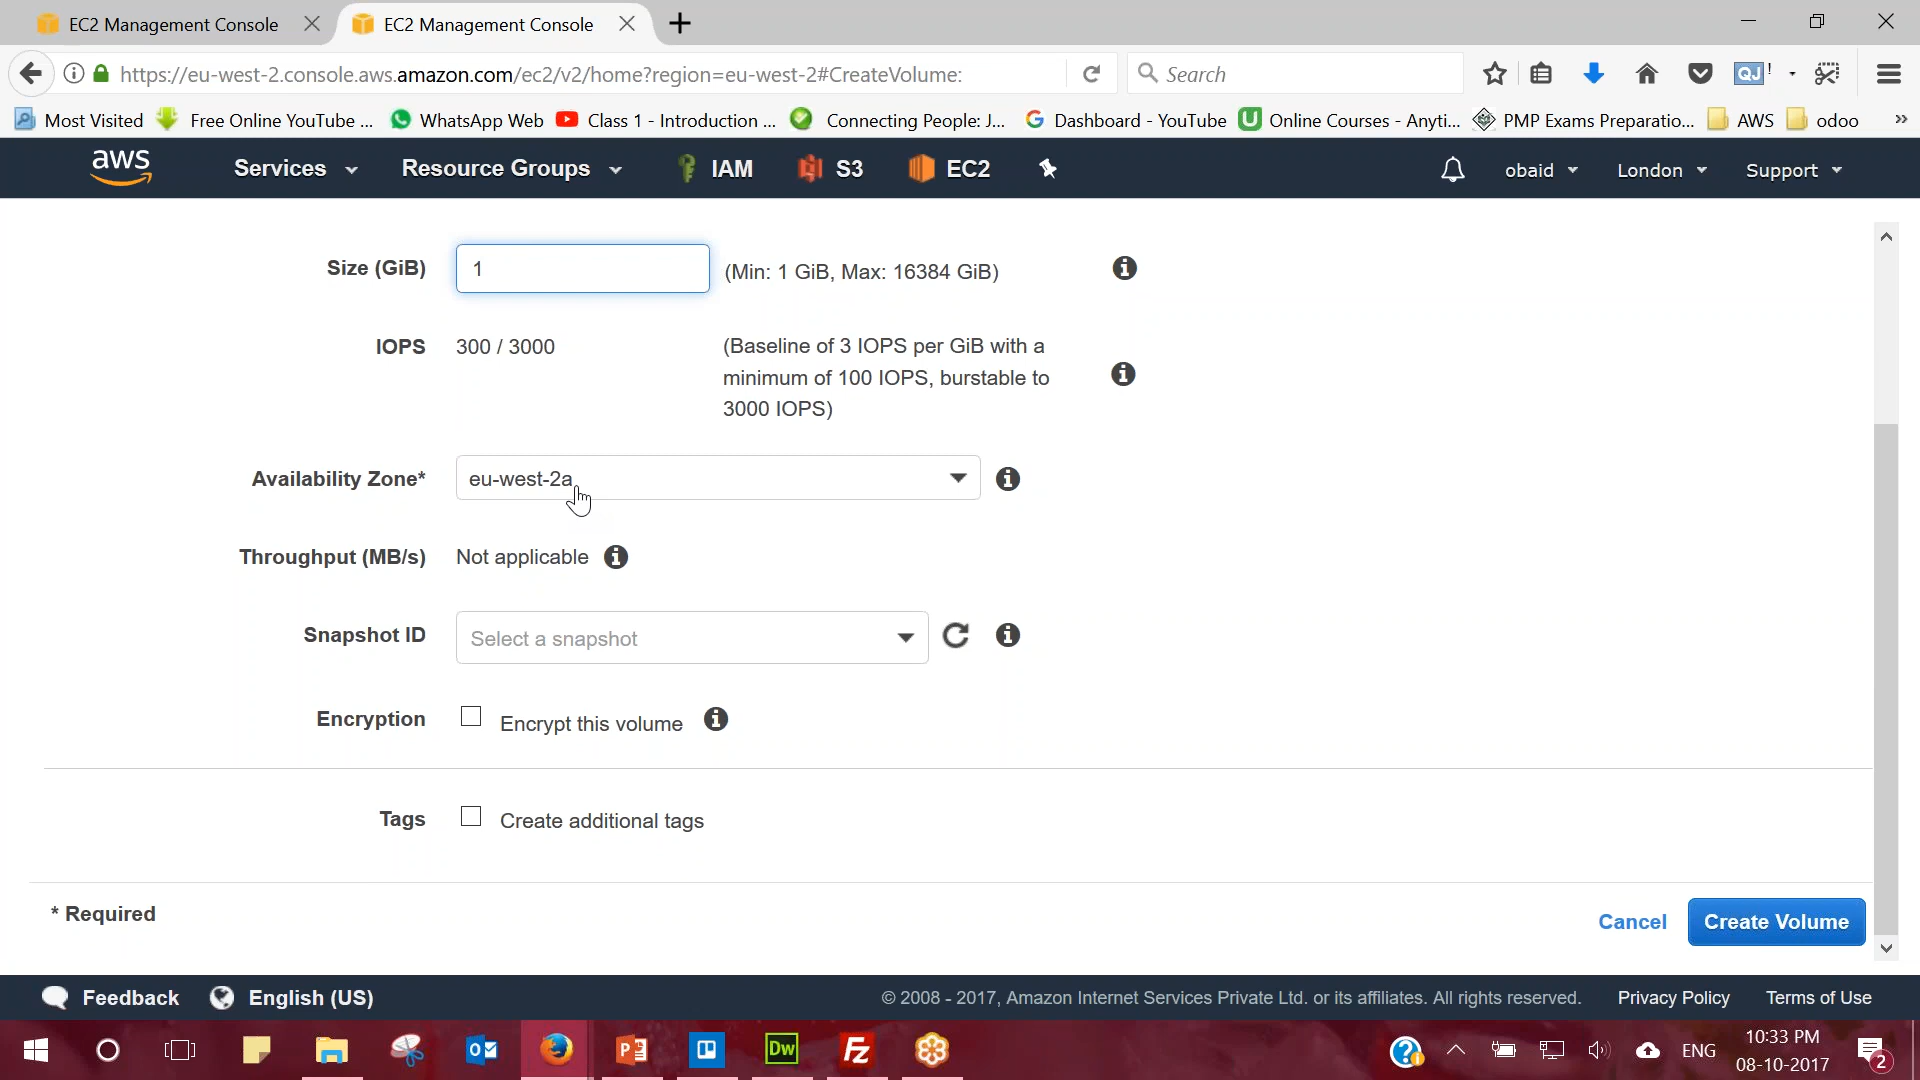 EC2 Management Console
EC2 Management Console
https://eu-west-2.console.aws.amazon.com/ec2/v2/home?region=eu-west-2#CreateVolume:
Search
QJ !
Most Visited
Free Online YouTube ...
WhatsApp Web
Class 1 - Introduction ...
Connecting People: J...
Dashboard - YouTube
Online Courses - Anyti...
PMP Exams Preparatio...
AWS
odoo
aws
Services
Resource Groups
IAM
S3
EC2
obaid
London
Support
Size (GiB)
1
(Min: 1 GiB, Max: 16384 GiB)
IOPS
300 / 3000
(Baseline of 3 IOPS per GiB with a
minimum of 100 IOPS, burstable to
3000 IOPS)
Availability Zone*
eu-west-2a
Throughput (MB/s)
Not applicable
Snapshot ID
Select a snapshot
Encryption
Encrypt this volume
Tags
Create additional tags
* Required
Cancel
Create Volume
Feedback
English (US)
© 2008 - 2017, Amazon Internet Services Private Ltd. or its affiliates. All rights reserved.
Privacy Policy
Terms of Use
Dw
Fz
ENG
10:33 PM
08-10-2017
2